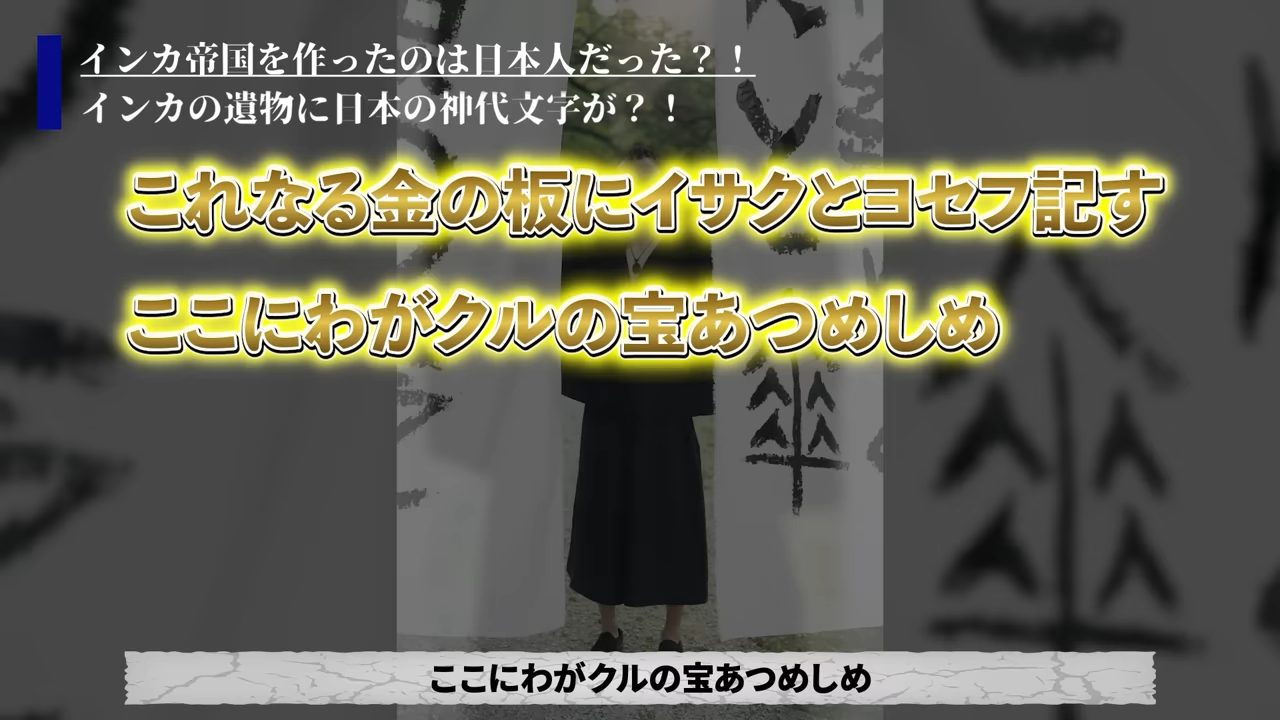 インカ帝国を作ったのは日本人だった？！
インカの遺物に日本の神代文字が？！
これなる金の板にイサクとヨセフ記す
ここにわがクルの宝あつめしめ
ここにわがクルの宝あつめしめ